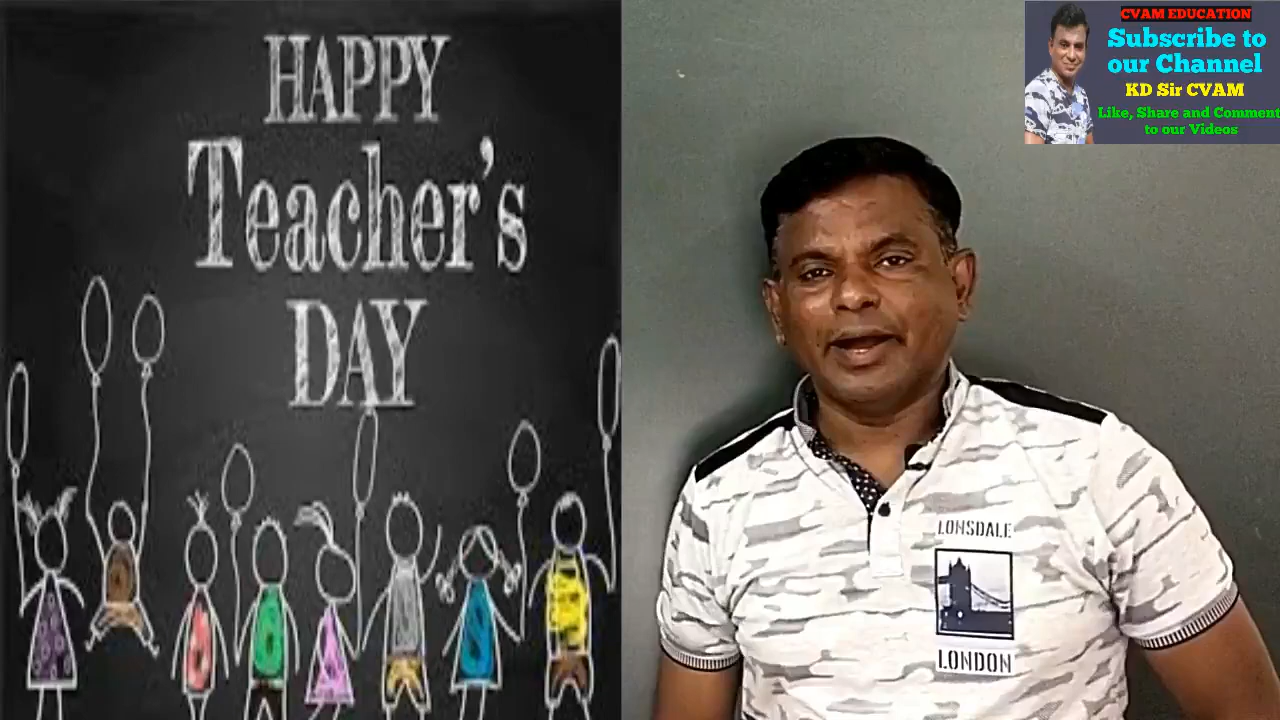 HAPPY
Teacher's
DAY
CVAM EDUCATION
Subscribe to
our Channel
KD Sir CVAM
Like, Share and Comment
to our Videos
LONSDALE
LONDON